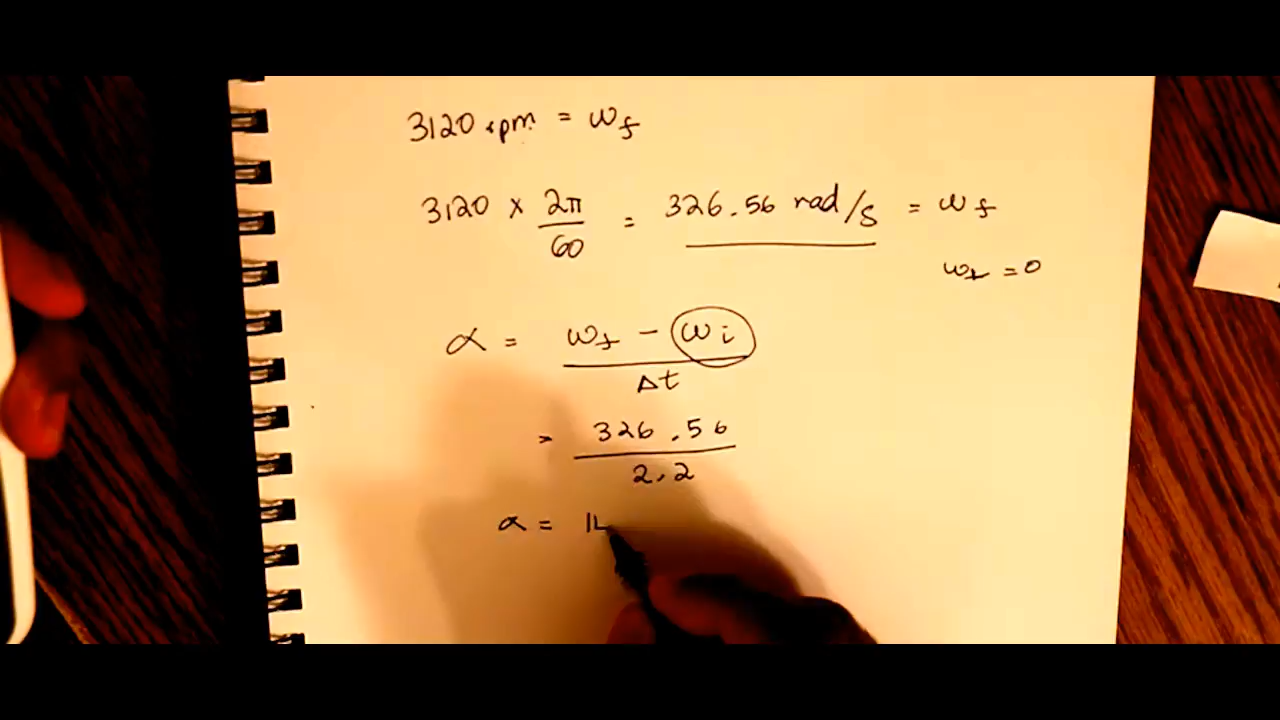 3120 rpm = ωf
3120 × 2π/60 = 326.56 rad/s = ωf
ωi = 0
α = ωf - ωi / Δt
= 326.56 / 2.2
α = 14